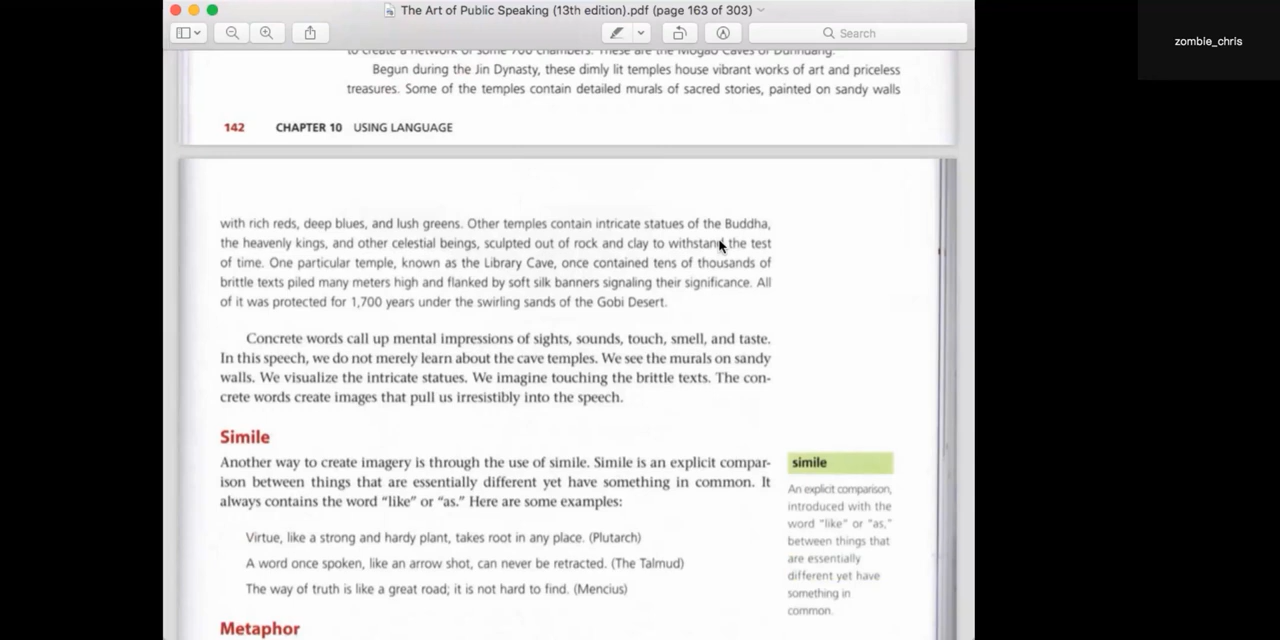 The Art of Public Speaking (13th edition).pdf (page 163 of 303)
Search
zombie_chris
to create a network of some 700 chambers. These are the Mogao Caves of Dunhuang.
Begun during the Jin Dynasty, these dimly lit temples house vibrant works of art and priceless
treasures. Some of the temples contain detailed murals of sacred stories, painted on sandy walls
142 CHAPTER 10 USING LANGUAGE
with rich reds, deep blues, and lush greens. Other temples contain intricate statues of the Buddha,
the heavenly kings, and other celestial beings, sculpted out of rock and clay to withstand the test
of time. One particular temple, known as the Library Cave, once contained tens of thousands of
brittle texts piled many meters high and flanked by soft silk banners signaling their significance. All
of it was protected for 1,700 years under the swirling sands of the Gobi Desert.
Concrete words call up mental impressions of sights, sounds, touch, smell, and taste.
In this speech, we do not merely learn about the cave temples. We see the murals on sandy
walls. We visualize the intricate statues. We imagine touching the brittle texts. The con-
crete words create images that pull us irresistibly into the speech.
Simile
Another way to create imagery is through the use of simile. Simile is an explicit compar-
ison between things that are essentially different yet have something in common. It
always contains the word "like" or "as." Here are some examples:
Virtue, like a strong and hardy plant, takes root in any place. (Plutarch)
A word once spoken, like an arrow shot, can never be retracted. (The Talmud)
The way of truth is like a great road; it is not hard to find. (Mencius)
Metaphor
simile
An explicit comparison,
introduced with the
word "like" or "as,"
between things that
are essentially
different yet have
something in
common.